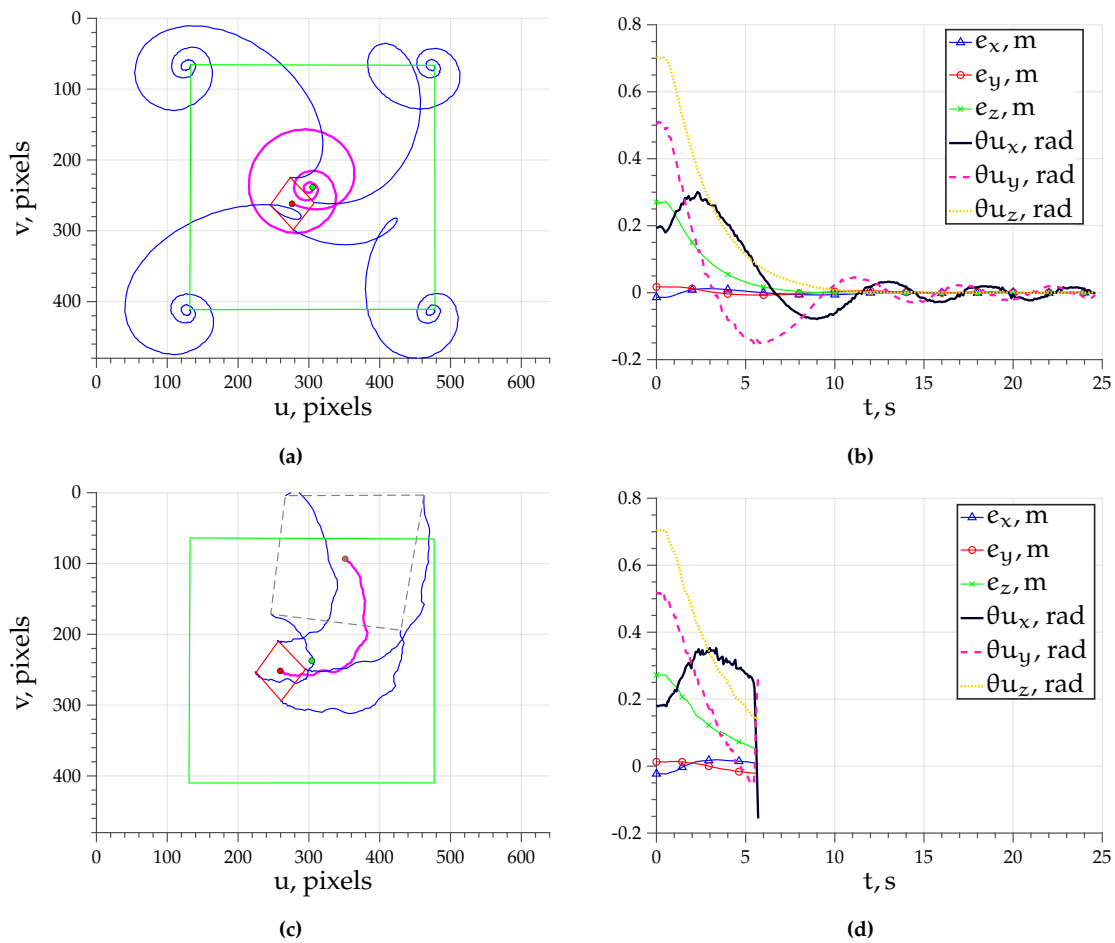 0
100
200
300
400
v, pixels
0 100 200 300 400 500 600
u, pixels
(a)
0.8
0.6
0.4
0.2
0
-0.2
0 5 10 15 20 25
t, s
eₓ, m
e_y, m
e_z, m
θuₓ, rad
θu_y, rad
θu_z, rad
(b)
0
100
200
300
400
v, pixels
0 100 200 300 400 500 600
u, pixels
(c)
0.8
0.6
0.4
0.2
0
-0.2
0 5 10 15 20 25
t, s
eₓ, m
e_y, m
e_z, m
θuₓ, rad
θu_y, rad
θu_z, rad
(d)